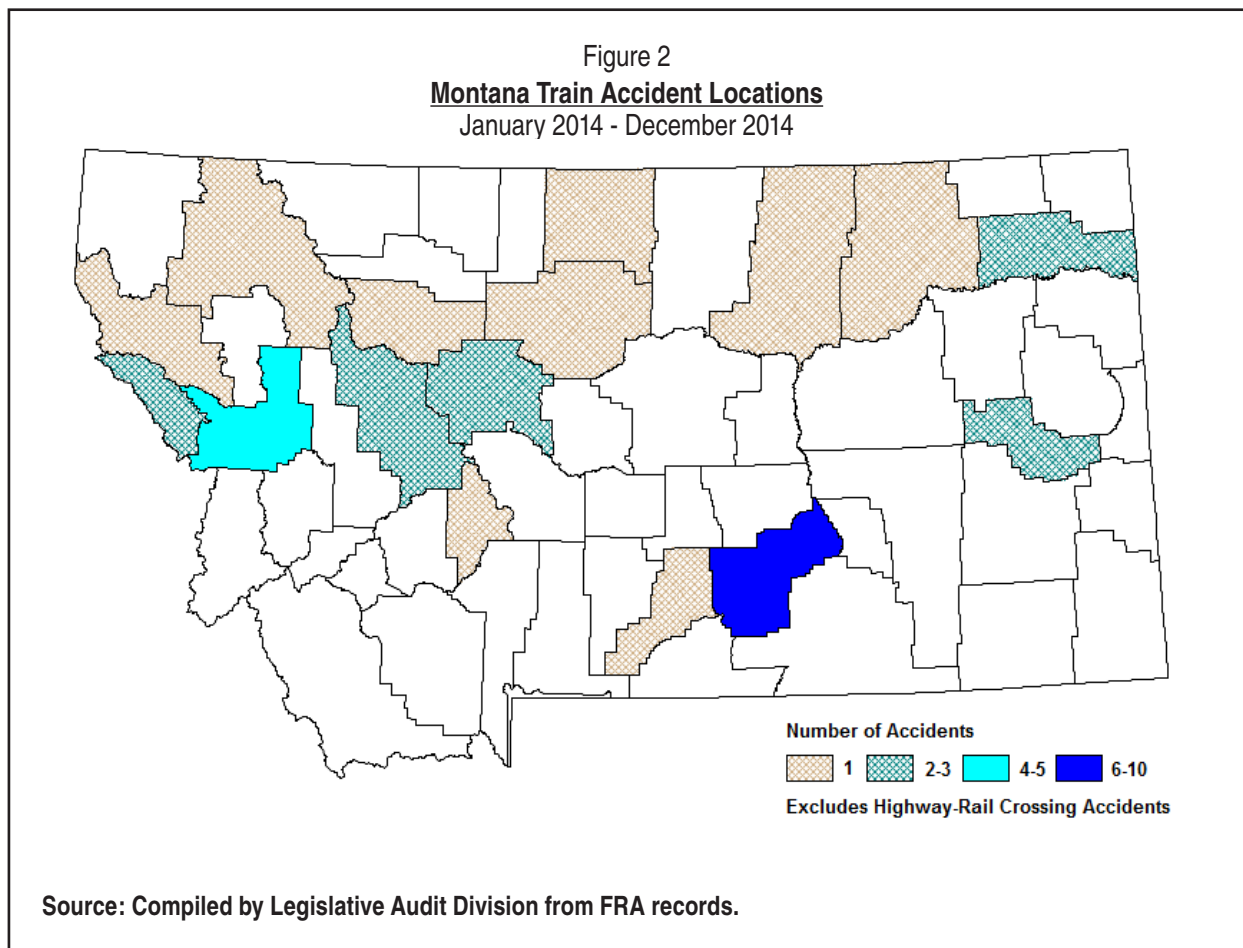 Figure 2
Montana Train Accident Locations
January 2014 - December 2014
Number of Accidents
1 2-3 4-5 6-10
Excludes Highway-Rail Crossing Accidents
Source: Compiled by Legislative Audit Division from FRA records.